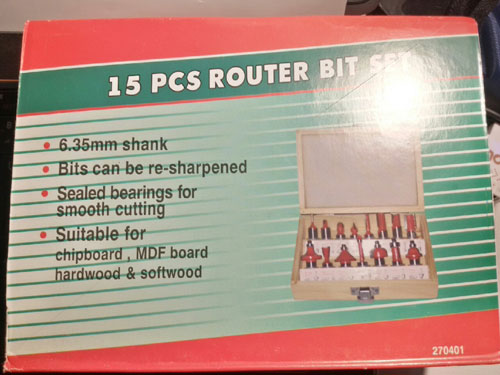 15 PCS ROUTER BIT SET
6.35mm shank
Bits can be re-sharpened
Sealed bearings for
smooth cutting
Suitable for
chipboard , MDF board
hardwood & softwood
270401